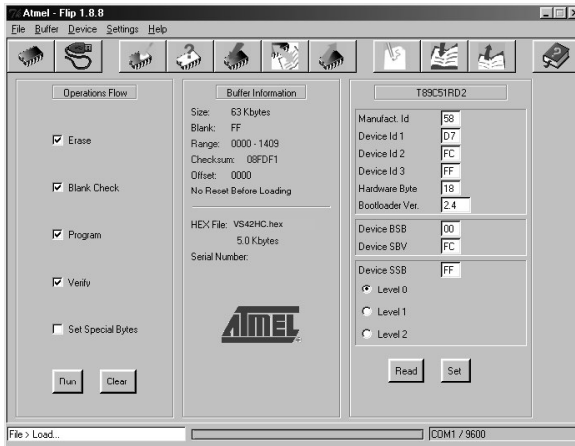 Atmel - Flip 1.8.8
File Buffer Device Settings Help
Operations Flow
Erase
Blank Check
Program
Verify
Set Special Bytes
Run Clear
Buffer Information
Size: 63 Kbytes
Blank: FF
Range: 0000 - 1409
Checksum: 08FDF1
Offset: 0000
No Reset Before Loading
HEX File: VS42HC.hex
5.0 Kbytes
Serial Number:
ATMEL
T89C51RD2
Manufact. Id 58
Device Id 1 D7
Device Id 2 FC
Device Id 3 FF
Hardware Byte 18
Bootloader Ver. 2.4
Device BSB 00
Device SBV FC
Device SSB FF
Level 0
Level 1
Level 2
Read Set
File > Load...
COM1 / 9600